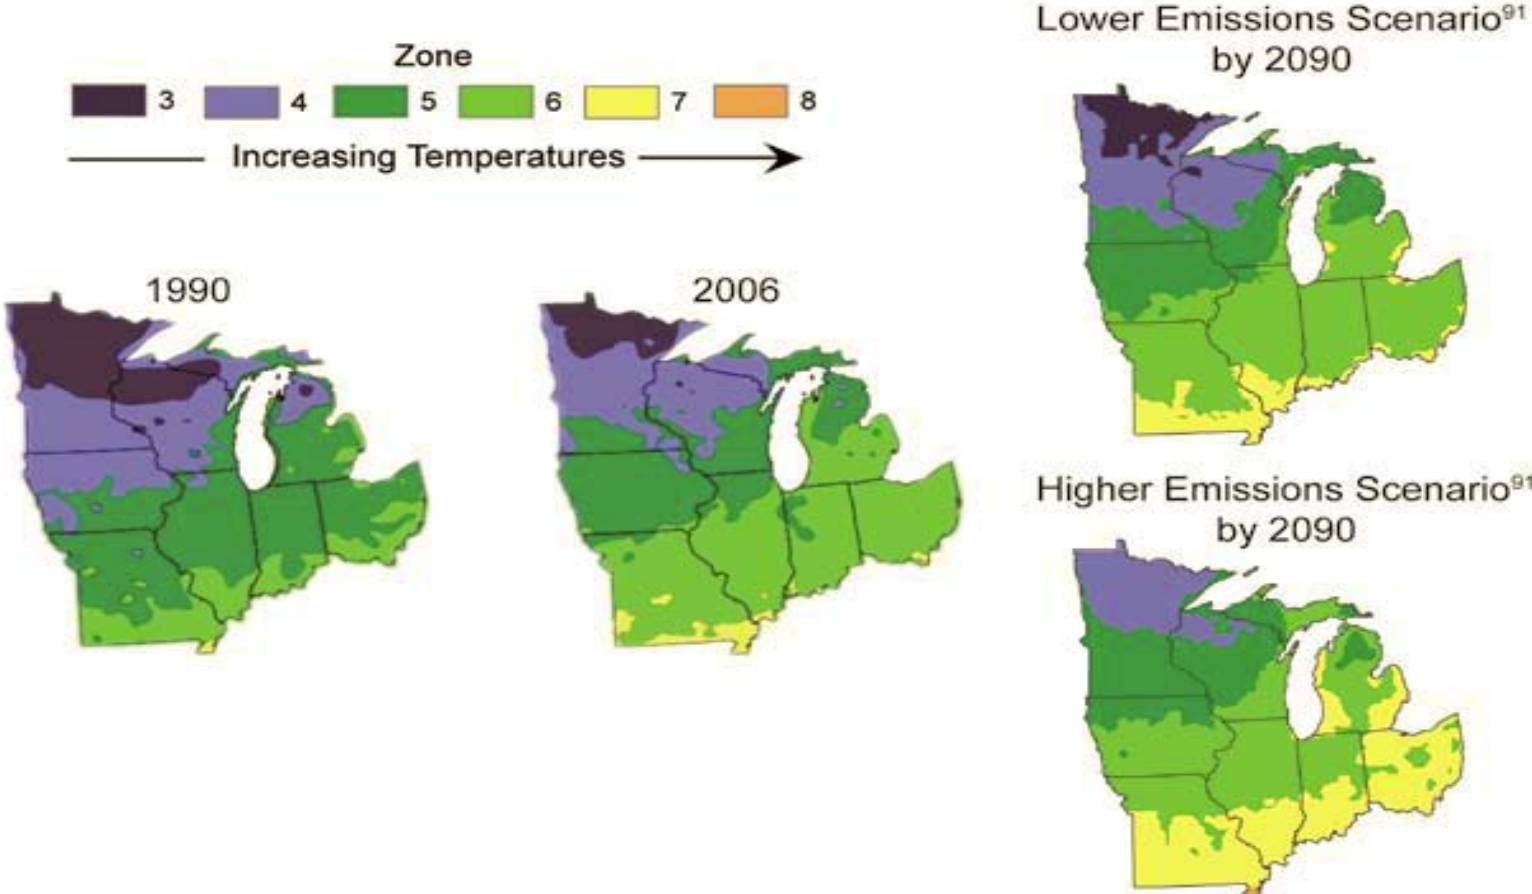 Zone
3 4 5 6 7 8
Increasing Temperatures
1990
2006
Lower Emissions Scenario91
by 2090
Higher Emissions Scenario91
by 2090